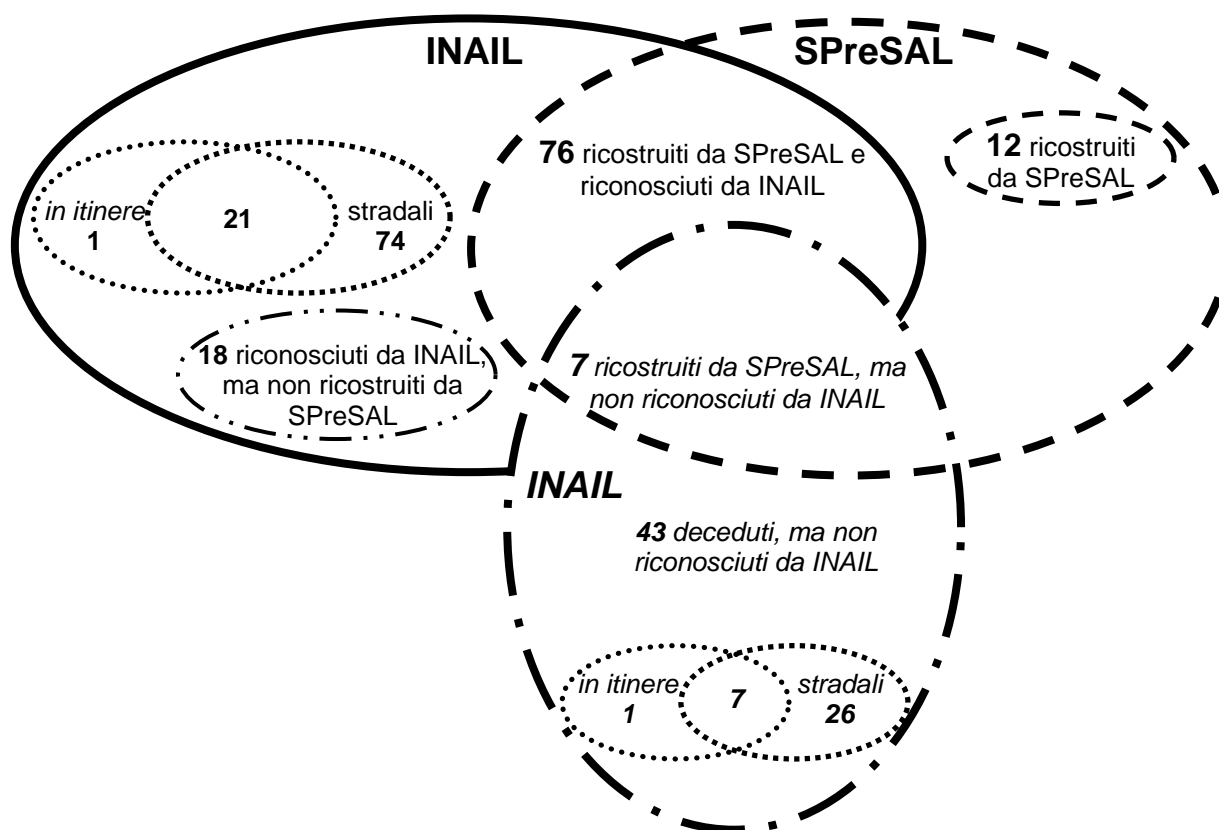 INAIL
SPreSAL
76 ricostruiti da SPreSAL e
riconosciuti da INAIL
12 ricostruiti
da SPreSAL
in itinere
1
21
stradali
74
18 riconosciuti da INAIL,
ma non ricostruiti da
SPreSAL
7 ricostruiti da SPreSAL, ma
non riconosciuti da INAIL
INAIL
43 deceduti, ma non
riconosciuti da INAIL
in itinere
1
7
stradali
26